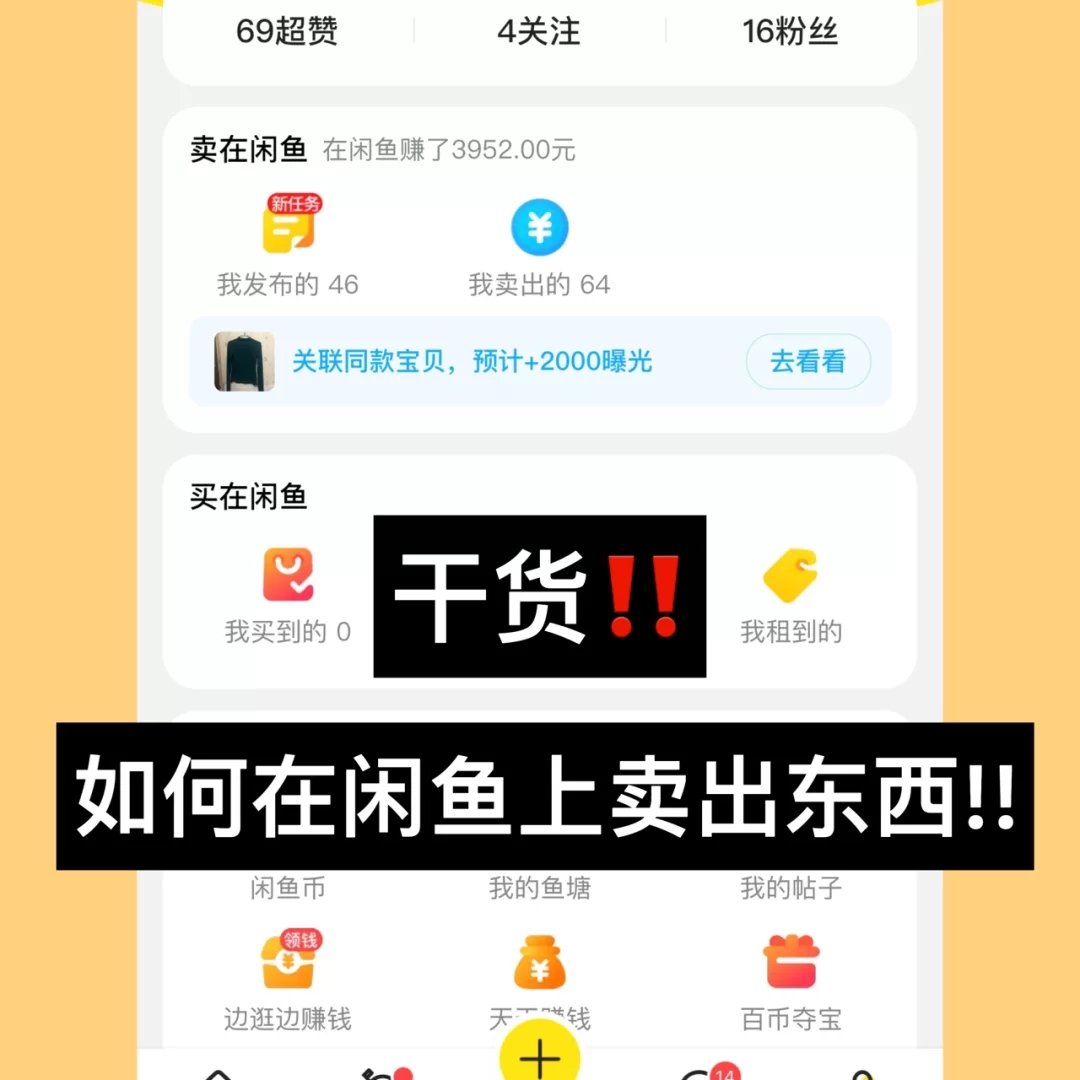 69超赞
4关注
16粉丝
卖在闲鱼 在闲鱼赚了3952.00元
新任务
我发布的 46
我卖出的 64
关联同款宝贝，预计+2000曝光
去看看
买在闲鱼
我买到的 0
干货‼️
我租到的
如何在闲鱼上卖出东西!!
闲鱼币
我的鱼塘
我的帖子
领钱
边逛边赚钱
百币夺宝
14